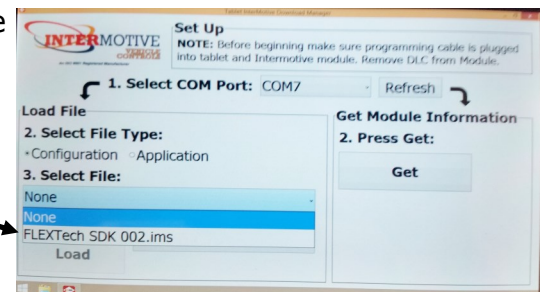 e
Tablet InterMotive Download Manager
INTERMOTIVE
VEHICLE
CONTROLS
Set Up
NOTE: Before beginning make sure programming cable is plugged
into tablet and Intermotive module. Remove DLC from Module.
1. Select COM Port: COM7 Refresh
Load File
2. Select File Type:
Configuration Application
3. Select File:
None
None
FLEXTech SDK 002.ims
Load
Get Module Information
2. Press Get:
Get